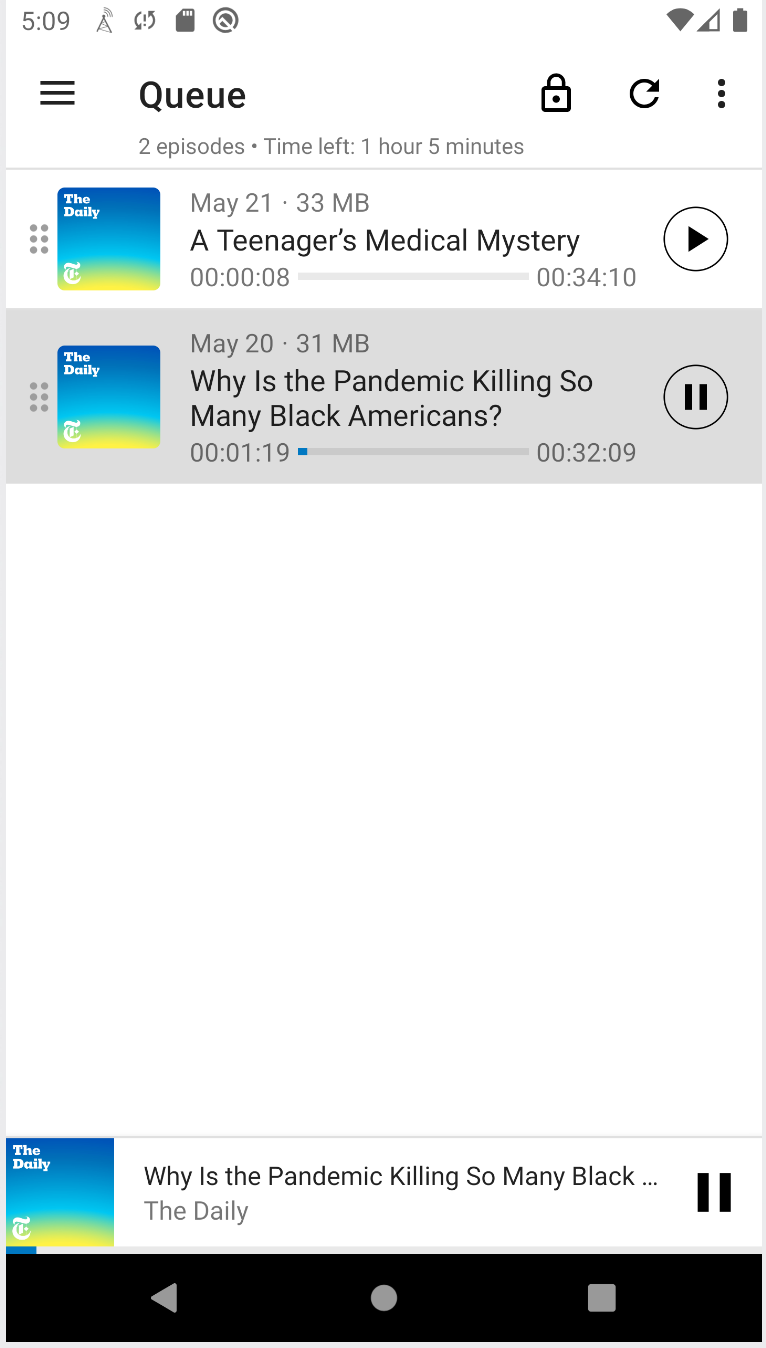 5:09
Queue
2 episodes • Time left: 1 hour 5 minutes
The
Daily
May 21 · 33 MB
A Teenager’s Medical Mystery
00:00:08 00:34:10
The
Daily
May 20 · 31 MB
Why Is the Pandemic Killing So
Many Black Americans?
00:01:19 00:32:09
The
Daily
Why Is the Pandemic Killing So Many Black ...
The Daily